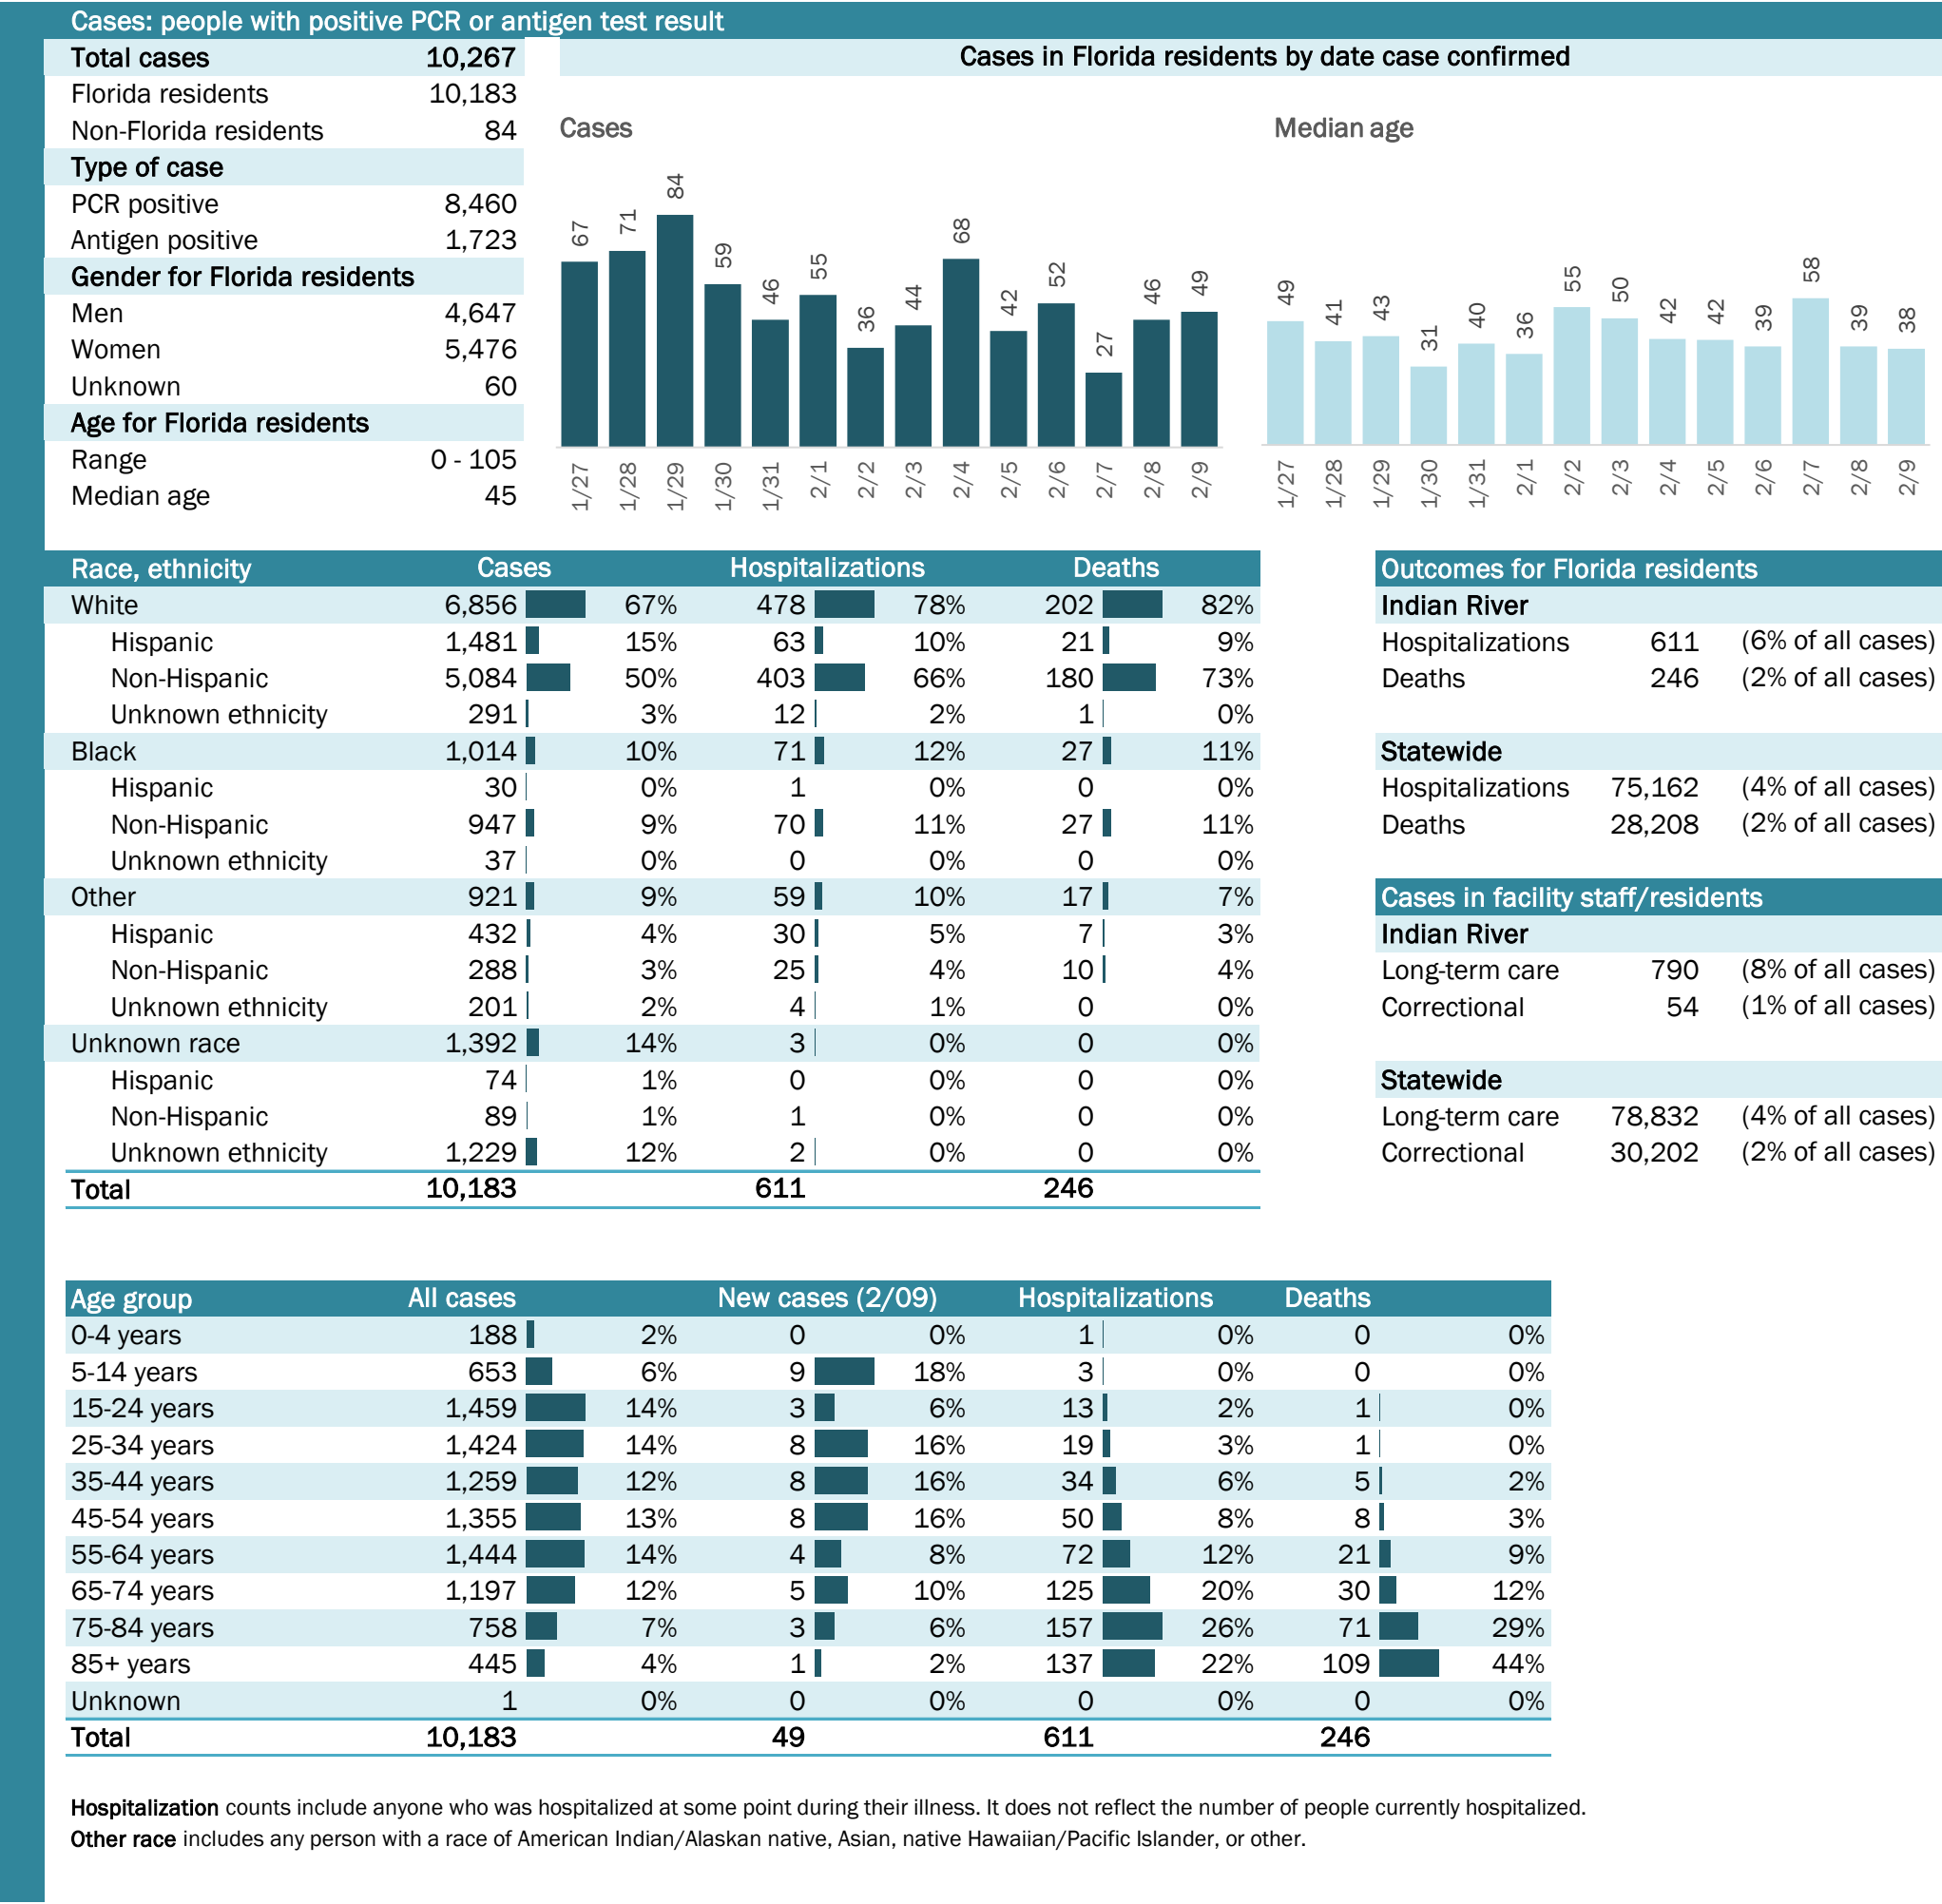 Cases: people with positive PCR or antigen test result
Total cases 10,267
Florida residents 10,183
Non-Florida residents 84
Type of case
PCR positive 8,460
Antigen positive 1,723
Gender for Florida residents
Men 4,647
Women 5,476
Unknown 60
Age for Florida residents
Range 0 - 105
Median age 45
Cases in Florida residents by date case confirmed
Cases
67 71 84 59 46 55 36 44 68 42 52 27 46 49
1/27 1/28 1/29 1/30 1/31 2/1 2/2 2/3 2/4 2/5 2/6 2/7 2/8 2/9
Median age
49 41 43 31 40 36 55 50 42 42 39 58 39 38
1/27 1/28 1/29 1/30 1/31 2/1 2/2 2/3 2/4 2/5 2/6 2/7 2/8 2/9
Race, ethnicity Cases Hospitalizations Deaths
White 6,856 67% 478 78% 202 82%
Hispanic 1,481 15% 63 10% 21 9%
Non-Hispanic 5,084 50% 403 66% 180 73%
Unknown ethnicity 291 3% 12 2% 1 0%
Black 1,014 10% 71 12% 27 11%
Hispanic 30 0% 1 0% 0 0%
Non-Hispanic 947 9% 70 11% 27 11%
Unknown ethnicity 37 0% 0 0% 0 0%
Other 921 9% 59 10% 17 7%
Hispanic 432 4% 30 5% 7 3%
Non-Hispanic 288 3% 25 4% 10 4%
Unknown ethnicity 201 2% 4 1% 0 0%
Unknown race 1,392 14% 3 0% 0 0%
Hispanic 74 1% 0 0% 0 0%
Non-Hispanic 89 1% 1 0% 0 0%
Unknown ethnicity 1,229 12% 2 0% 0 0%
Total 10,183 611 246
Outcomes for Florida residents
Indian River
Hospitalizations 611 (6% of all cases)
Deaths 246 (2% of all cases)
Statewide
Hospitalizations 75,162 (4% of all cases)
Deaths 28,208 (2% of all cases)
Cases in facility staff/residents
Indian River
Long-term care 790 (8% of all cases)
Correctional 54 (1% of all cases)
Statewide
Long-term care 78,832 (4% of all cases)
Correctional 30,202 (2% of all cases)
Age group All cases New cases (2/09) Hospitalizations Deaths
0-4 years 188 2% 0 0% 1 0% 0 0%
5-14 years 653 6% 9 18% 3 0% 0 0%
15-24 years 1,459 14% 3 6% 13 2% 1 0%
25-34 years 1,424 14% 8 16% 19 3% 1 0%
35-44 years 1,259 12% 8 16% 34 6% 5 2%
45-54 years 1,355 13% 8 16% 50 8% 8 3%
55-64 years 1,444 14% 4 8% 72 12% 21 9%
65-74 years 1,197 12% 5 10% 125 20% 30 12%
75-84 years 758 7% 3 6% 157 26% 71 29%
85+ years 445 4% 1 2% 137 22% 109 44%
Unknown 1 0% 0 0% 0 0% 0 0%
Total 10,183 49 611 246
Hospitalization counts include anyone who was hospitalized at some point during their illness. It does not reflect the number of people currently hospitalized.
Other race includes any person with a race of American Indian/Alaskan native, Asian, native Hawaiian/Pacific Islander, or other.